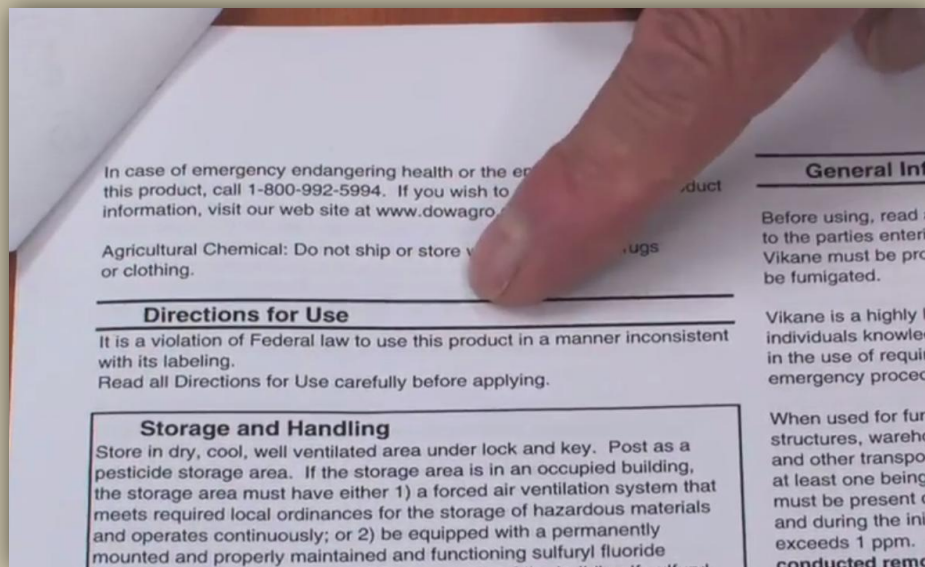 In case of emergency endangering health or the
this product, call 1-800-992-5994. If you wish to
information, visit our web site at www.dowagro.
Agricultural Chemical: Do not ship or store
or clothing.
Directions for Use
It is a violation of Federal law to use this product in a manner inconsistent
with its labeling.
Read all Directions for Use carefully before applying.
Storage and Handling
Store in dry, cool, well ventilated area under lock and key. Post as a
pesticide storage area. If the storage area is in an occupied building,
the storage area must have either 1) a forced air ventilation system that
meets required local ordinances for the storage of hazardous materials
and operates continuously; or 2) be equipped with a permanently
mounted and properly maintained and functioning sulfuryl fluoride
General
Before using, read
to the parties
Vikane must be
be fumigated.
Vikane is a highly
individuals
in the use of
emergency
When used for
structures,
and other
at least one being
must be present
and during the
exceeds 1 ppm.
conducted